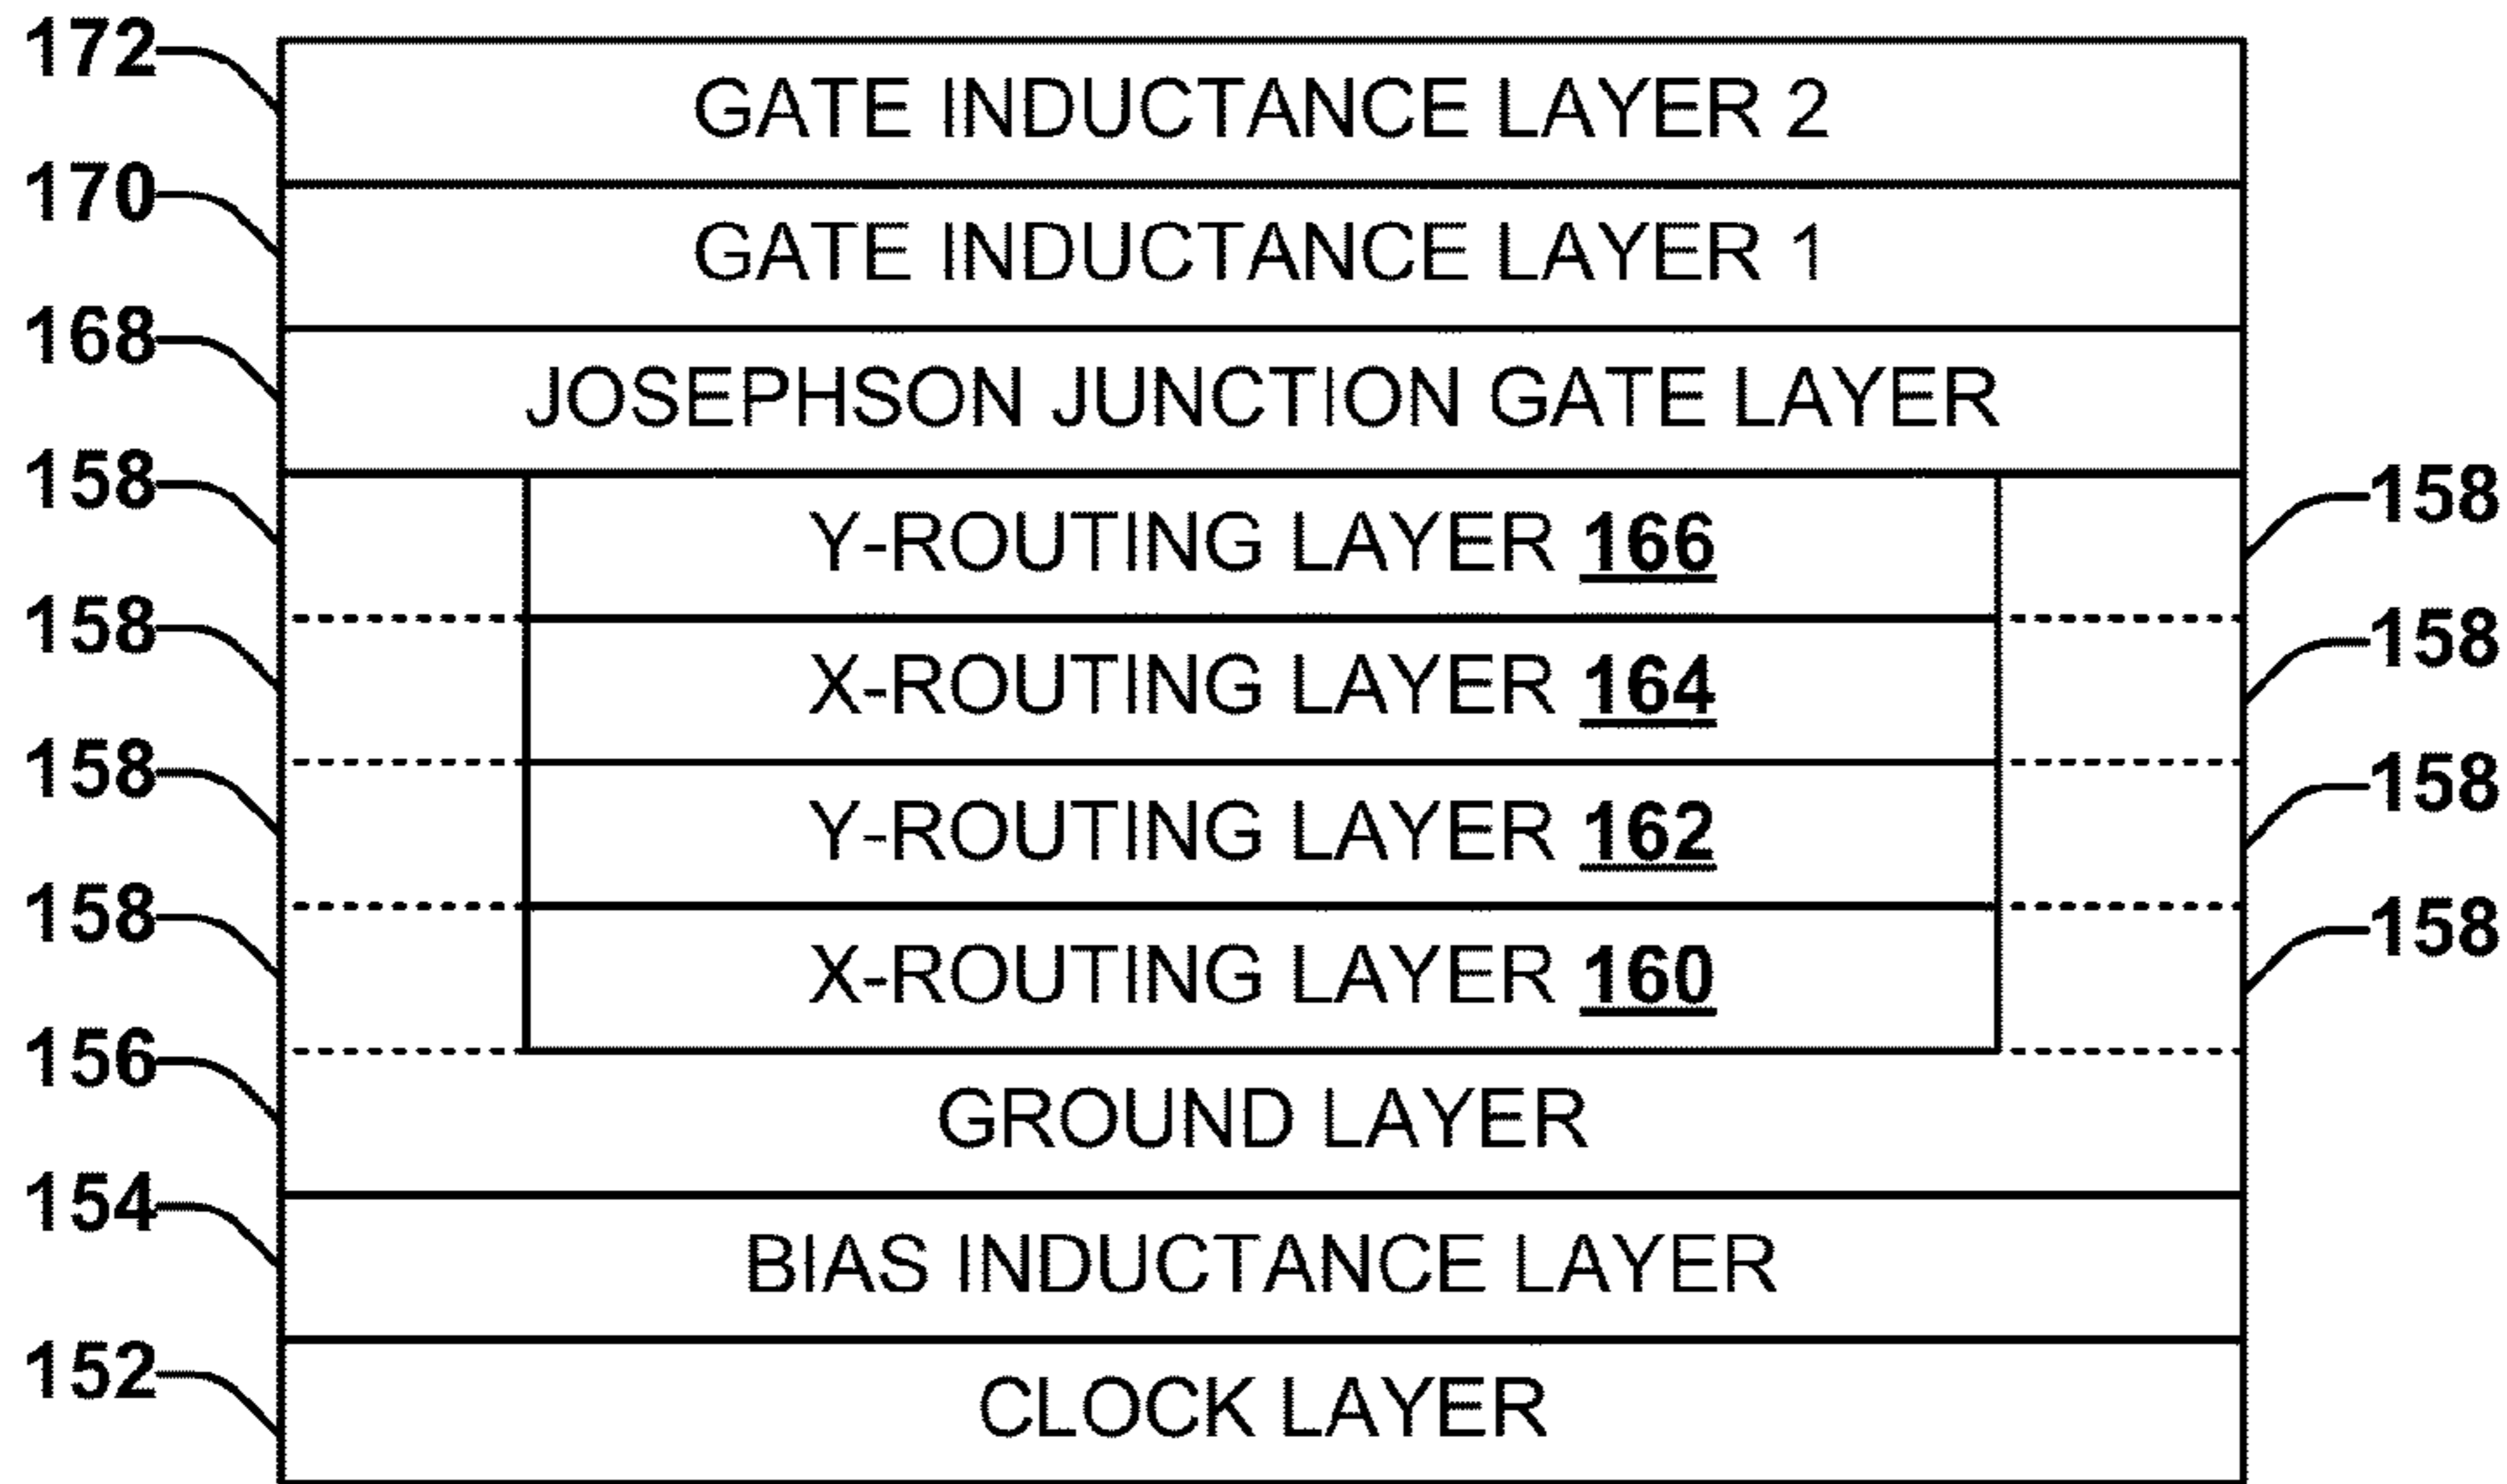 172 GATE INDUCTANCE LAYER 2
170 GATE INDUCTANCE LAYER 1
168 JOSEPHSON JUNCTION GATE LAYER
158 Y-ROUTING LAYER 166 158
158 X-ROUTING LAYER 164 158
158 Y-ROUTING LAYER 162 158
158 X-ROUTING LAYER 160 158
156 GROUND LAYER
154 BIAS INDUCTANCE LAYER
152 CLOCK LAYER